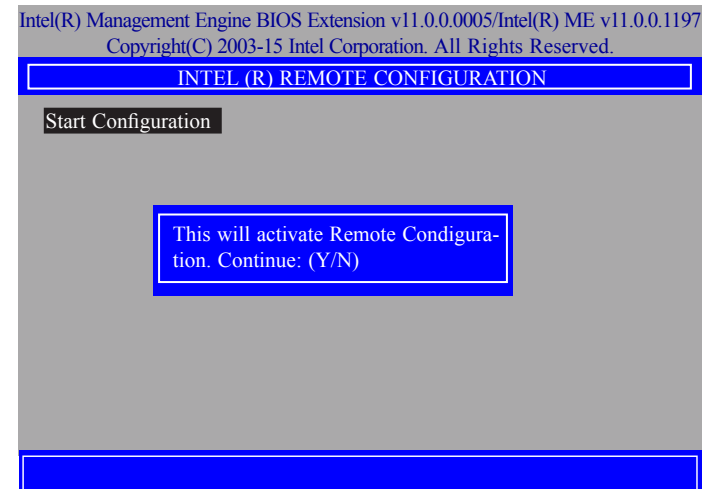 Intel(R) Management Engine BIOS Extension v11.0.0.0005/Intel(R) ME v11.0.0.1197
Copyright(C) 2003-15 Intel Corporation. All Rights Reserved.
INTEL (R) REMOTE CONFIGURATION
Start Configuration
This will activate Remote Condigura-
tion. Continue: (Y/N)